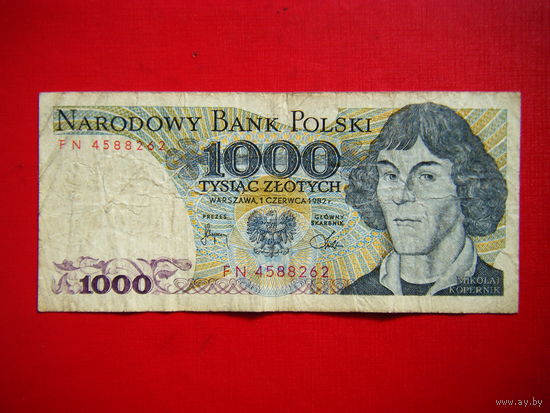 NARODOWY BANK POLSKI
FN 4588262
1000
TYSIĄC ZŁOTYCH
WARSZAWA, 1 CZERWCA 1982 r.
PREZES
GŁÓWNY
SKARBNIK
FN 4588262
1000
MIKOŁAJ
KOPERNIK
www.ay.by